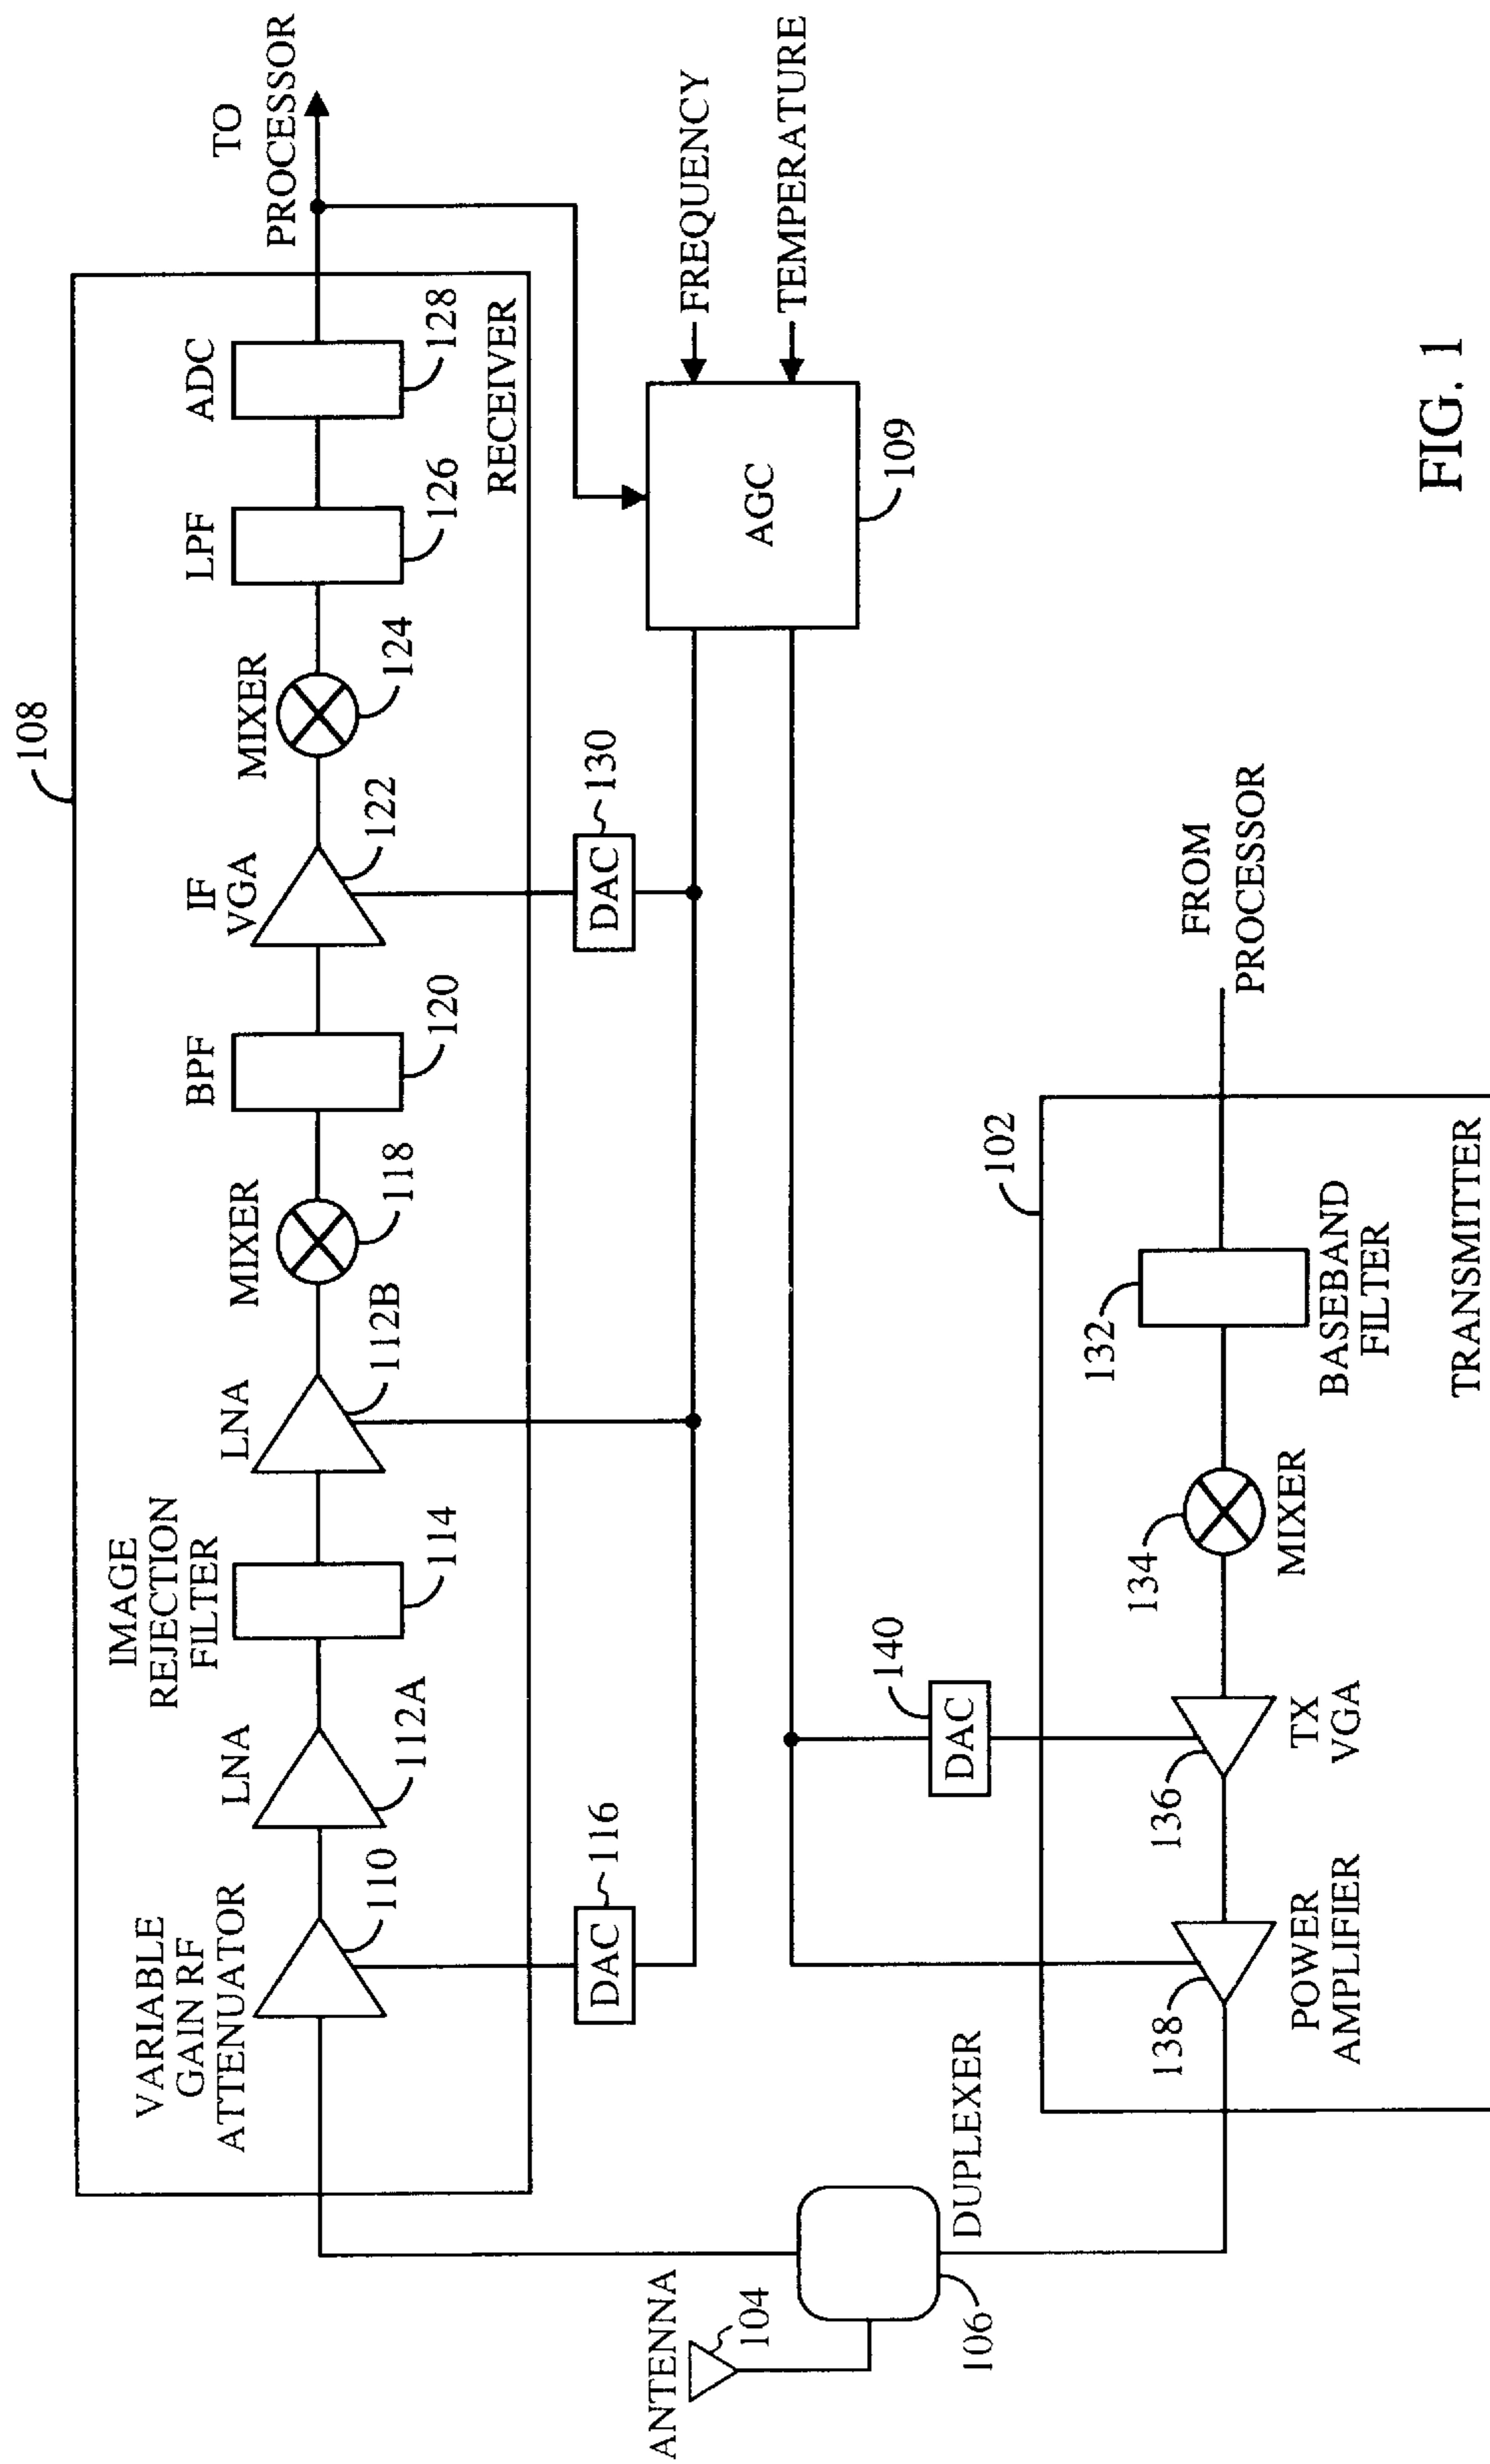 108
VARIABLE
GAIN RF
ATTENUATOR
110
LNA
112A
IMAGE
REJECTION
FILTER
114
LNA
112B
MIXER
118
BPF
120
IF
VGA
122
MIXER
124
LPF
126
ADC
128
RECEIVER
TO
PROCESSOR
DAC
116
DAC
130
AGC
109
FREQUENCY
TEMPERATURE
ANTENNA
104
106
DUPLEXER
DAC
140
102
138
POWER
AMPLIFIER
136
TX
VGA
134
MIXER
132
BASEBAND
FILTER
TRANSMITTER
FROM
PROCESSOR
FIG. 1